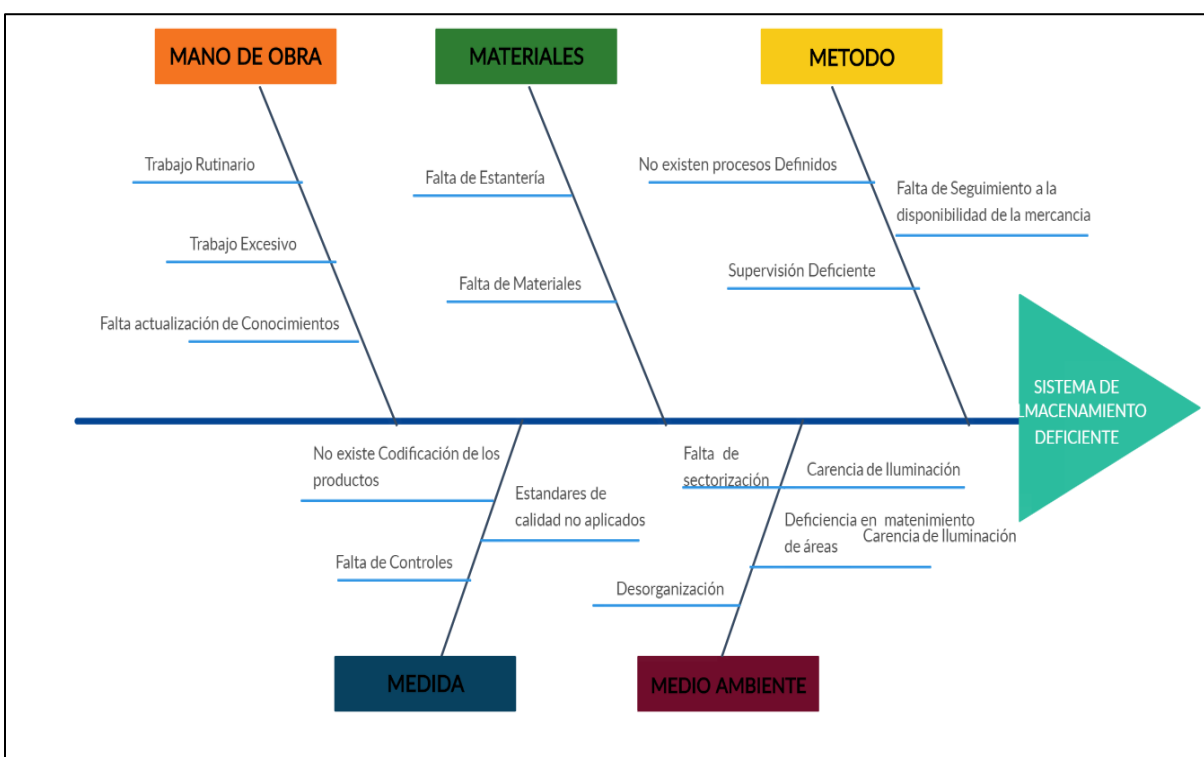 MANO DE OBRA
MATERIALES
METODO
Trabajo Rutinario
Falta de Estantería
No existen procesos Definidos
Falta de Seguimiento a la
disponibilidad de la mercancia
Trabajo Excesivo
Falta de Materiales
Supervisión Deficiente
Falta actualización de Conocimientos
SISTEMA DE
LMACENAMIENTO
DEFICIENTE
No existe Codificación de los
productos
Estandares de
calidad no aplicados
Falta de Controles
Falta de
sectorización
Carencia de Iluminación
Deficiencia en matenimiento
de áreas
Carencia de Iluminación
Desorganización
MEDIDA
MEDIO AMBIENTE